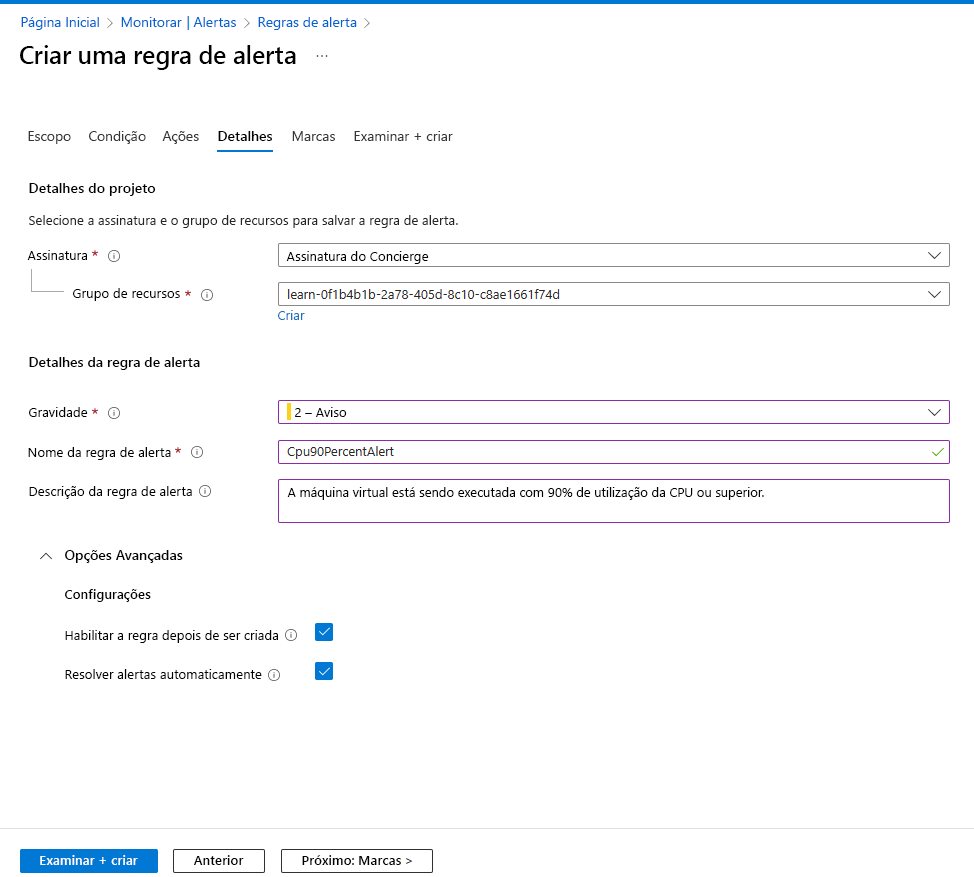 Página Inicial > Monitorar | Alertas > Regras de alerta >
Criar uma regra de alerta ...
Escopo Condição Ações Detalhes Marcas Examinar + criar
Detalhes do projeto
Selecione a assinatura e o grupo de recursos para salvar a regra de alerta.
Assinatura * Assinatura do Concierge
Grupo de recursos * learn-0f1b4b1b-2a78-405d-8c10-c8ae1661f74d
Criar
Detalhes da regra de alerta
Gravidade * 2 – Aviso
Nome da regra de alerta * Cpu90PercentAlert
Descrição da regra de alerta A máquina virtual está sendo executada com 90% de utilização da CPU ou superior.
Opções Avançadas
Configurações
Habilitar a regra depois de ser criada
Resolver alertas automaticamente
Examinar + criar Anterior Próximo: Marcas >